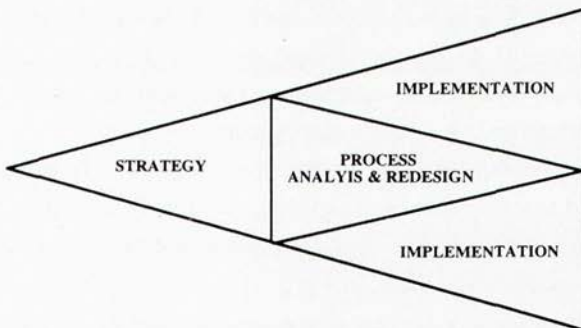 IMPLEMENTATION
STRATEGY
PROCESS
ANALYIS & REDESIGN
IMPLEMENTATION